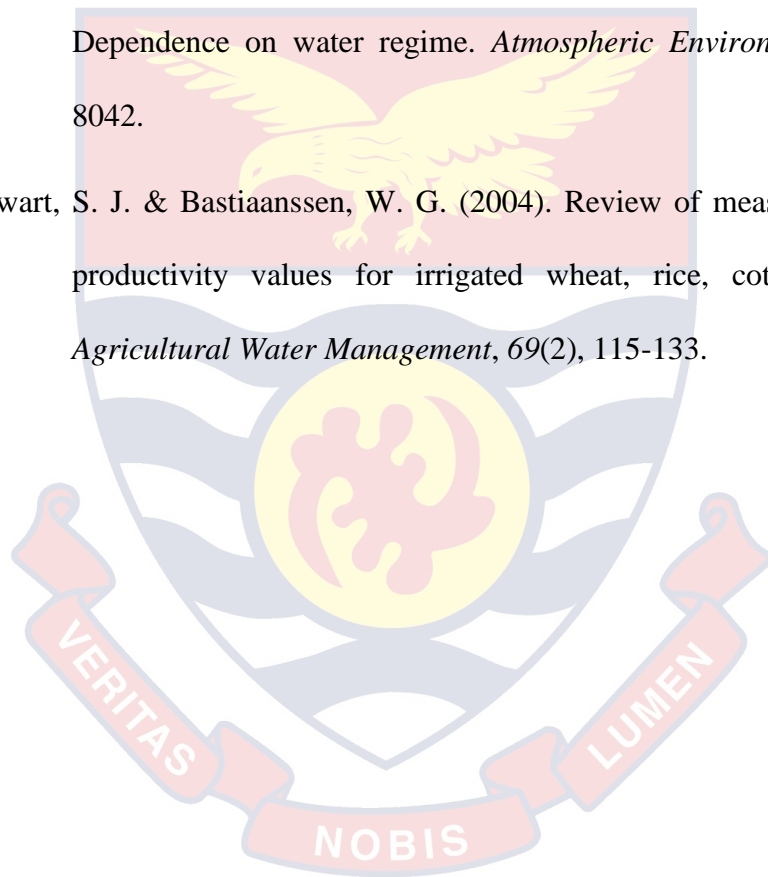 Dependence on water regime. Atmospheric Environ
8042.
wart, S. J. & Bastiaanssen, W. G. (2004). Review of meas
productivity values for irrigated wheat, rice, cot
Agricultural Water Management, 69(2), 115-133.
VERITAS
NOBIS
LUMEN